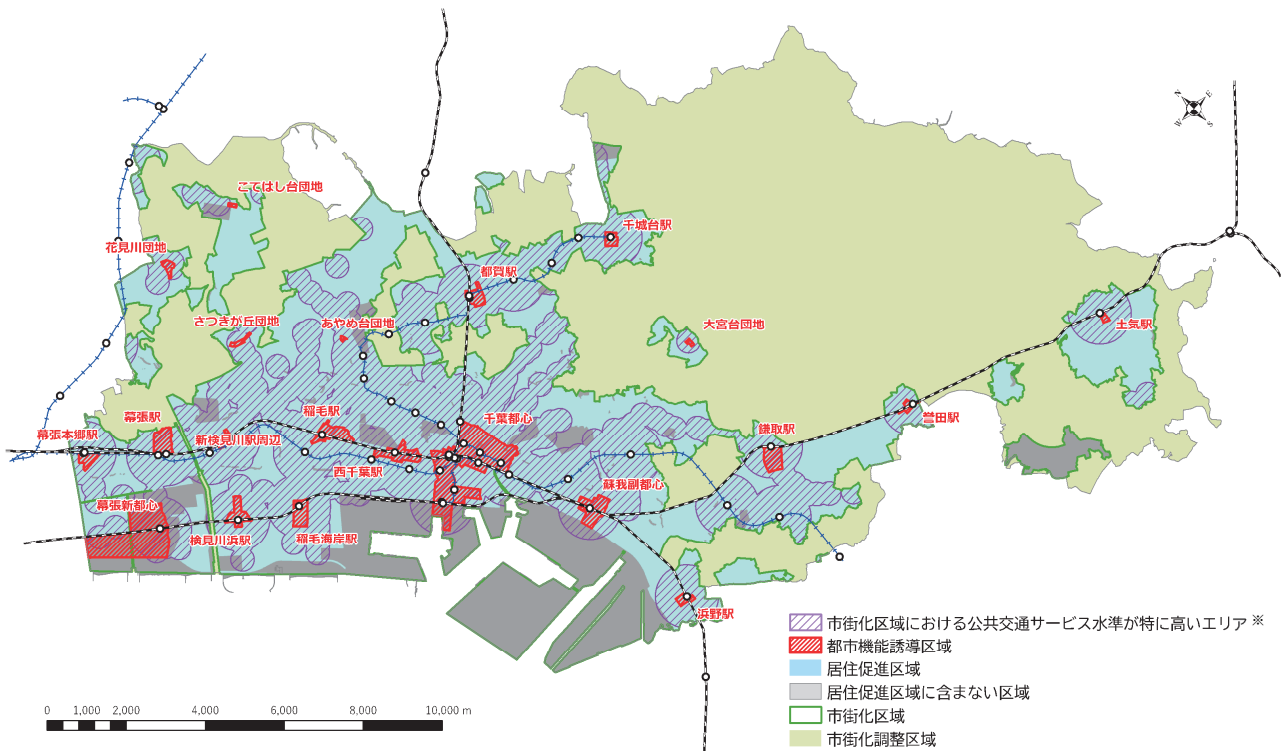 N
E
W
S
こてはし台団地
花見川団地
千城台駅
都賀駅
さつきが丘団地
あやめ台団地
大宮台団地
土気駅
幕張駅
稲毛駅
千葉都心
誉田駅
幕張本郷駅
新検見川駅周辺
鎌取駅
西千葉駅
蘇我副都心
幕張新都心
検見川浜駅
稲毛海岸駅
浜野駅
市街化区域における公共交通サービス水準が特に高いエリア ※
都市機能誘導区域
居住促進区域
居住促進区域に含まない区域
市街化区域
市街化調整区域
0 1,000 2,000 4,000 6,000 8,000 10,000 m